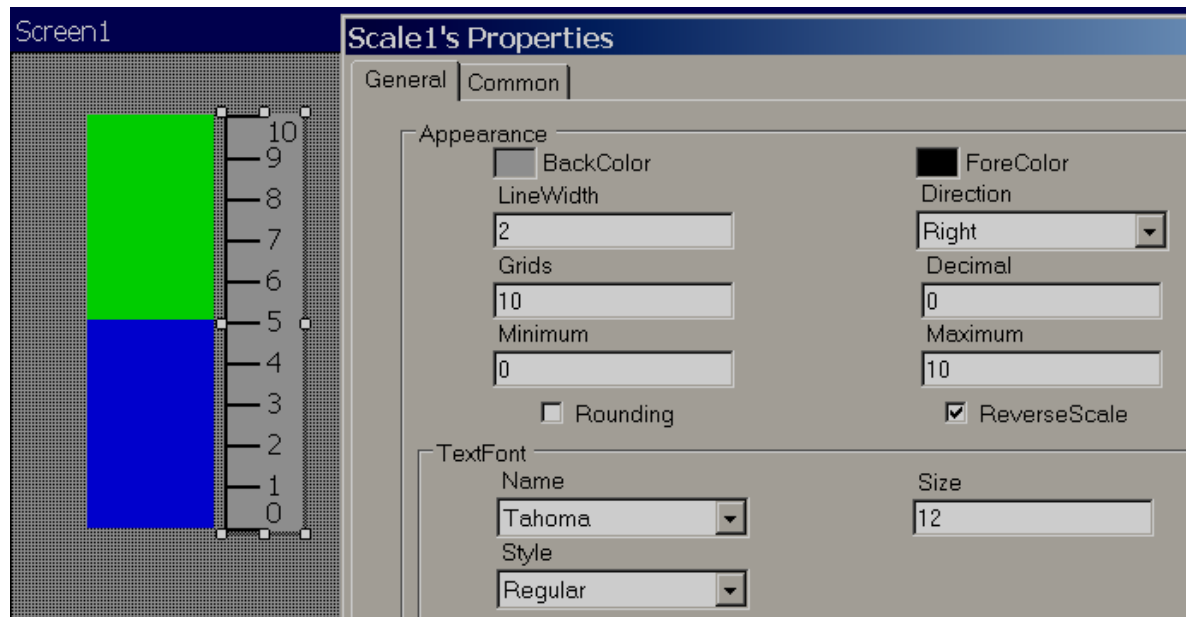 Screen1
10
9
8
7
6
5
4
3
2
1
0
Scale1's Properties
General Common
Appearance
BackColor ForeColor
LineWidth Direction
2 Right
Grids Decimal
10 0
Minimum Maximum
0 10
Rounding ReverseScale
TextFont
Name Size
Tahoma 12
Style
Regular